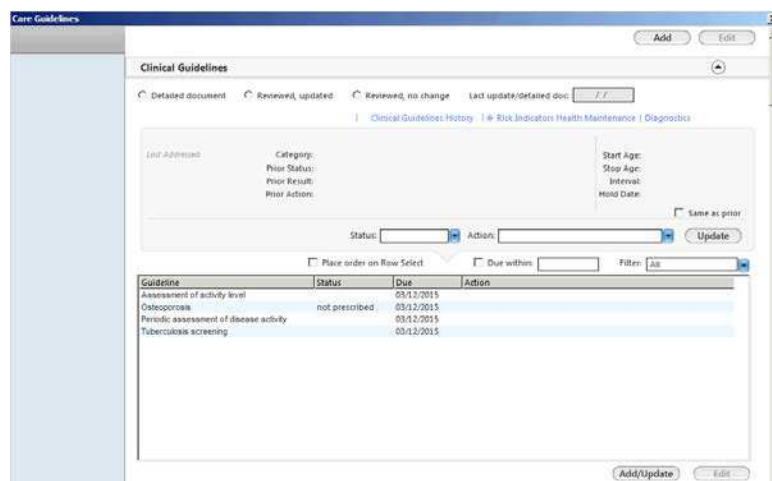 Care Guidelines
Add Edit
Clinical Guidelines
Detailed document Reviewed, updated Reviewed, no change Last update/detailed doc: / /
| Clinical Guidelines History | Risk Indicators Health Maintenance | Diagnostics
Last Addressed Category: Start Age:
Prior Status: Stop Age:
Prior Result: Interval:
Prior Action: Hold Date:
Same as prior
Status: Action: Update
Place order on Row Select Due within: Filter: All
Guideline Status Due Action
Assessment of activity level 03/12/2015
Osteoporosis not prescribed 03/12/2015
Periodic assessment of disease activity 03/12/2015
Tuberculosis screening 03/12/2015
Add/Update Edit